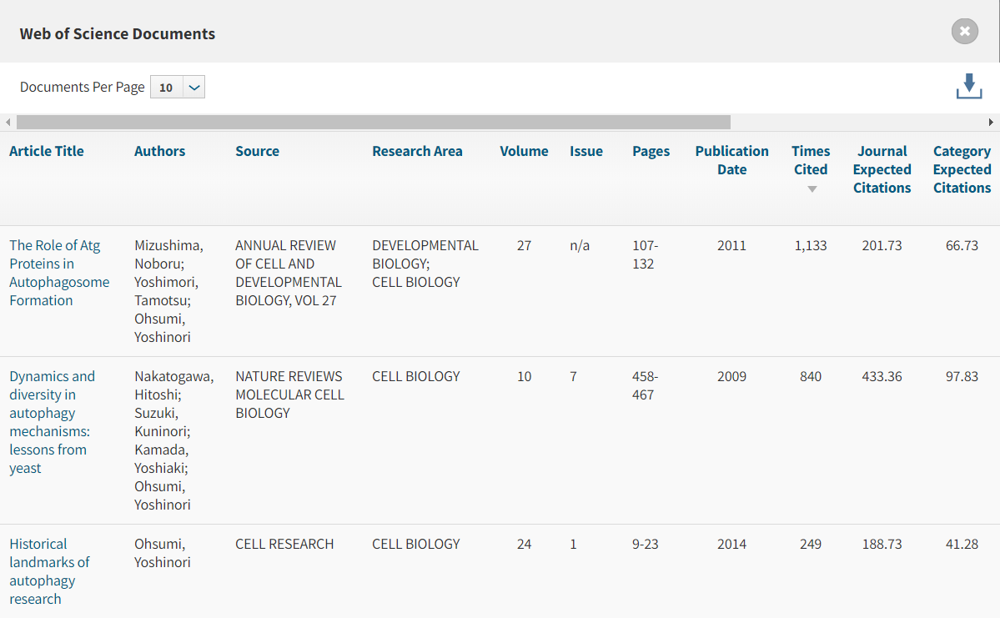 Web of Science Documents
Documents Per Page 10
Article Title Authors Source Research Area Volume Issue Pages Publication Date Times Cited Journal Expected Citations Category Expected Citations
The Role of Atg Proteins in Autophagosome Formation Mizushima, Noboru; Yoshimori, Tamotsu; Ohsumi, Yoshinori ANNUAL REVIEW OF CELL AND DEVELOPMENTAL BIOLOGY, VOL 27 DEVELOPMENTAL BIOLOGY; CELL BIOLOGY 27 n/a 107-132 2011 1,133 201.73 66.73
Dynamics and diversity in autophagy mechanisms: lessons from yeast Nakatogawa, Hitoshi; Suzuki, Kuninori; Kamada, Yoshiaki; Ohsumi, Yoshinori NATURE REVIEWS MOLECULAR CELL BIOLOGY CELL BIOLOGY 10 7 458-467 2009 840 433.36 97.83
Historical landmarks of autophagy research Ohsumi, Yoshinori CELL RESEARCH CELL BIOLOGY 24 1 9-23 2014 249 188.73 41.28